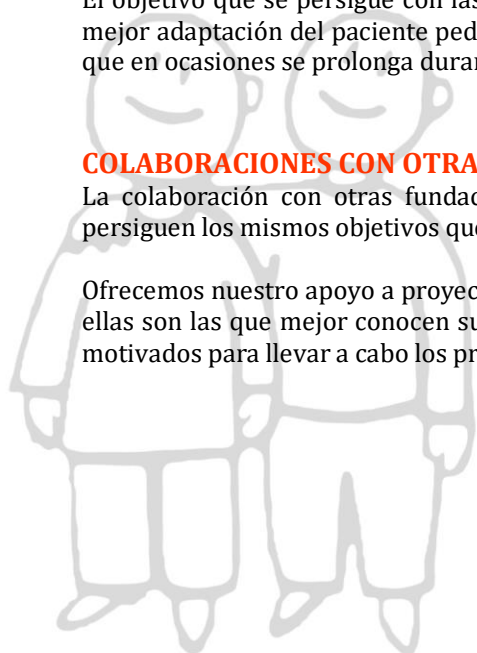 El objetivo que se persigue con las
mejor adaptación del paciente ped
que en ocasiones se prolonga duran
COLABORACIONES CON OTRA
La colaboración con otras fundac
persiguen los mismos objetivos que
Ofrecemos nuestro apoyo a proyec
ellas son las que mejor conocen su
motivados para llevar a cabo los pr